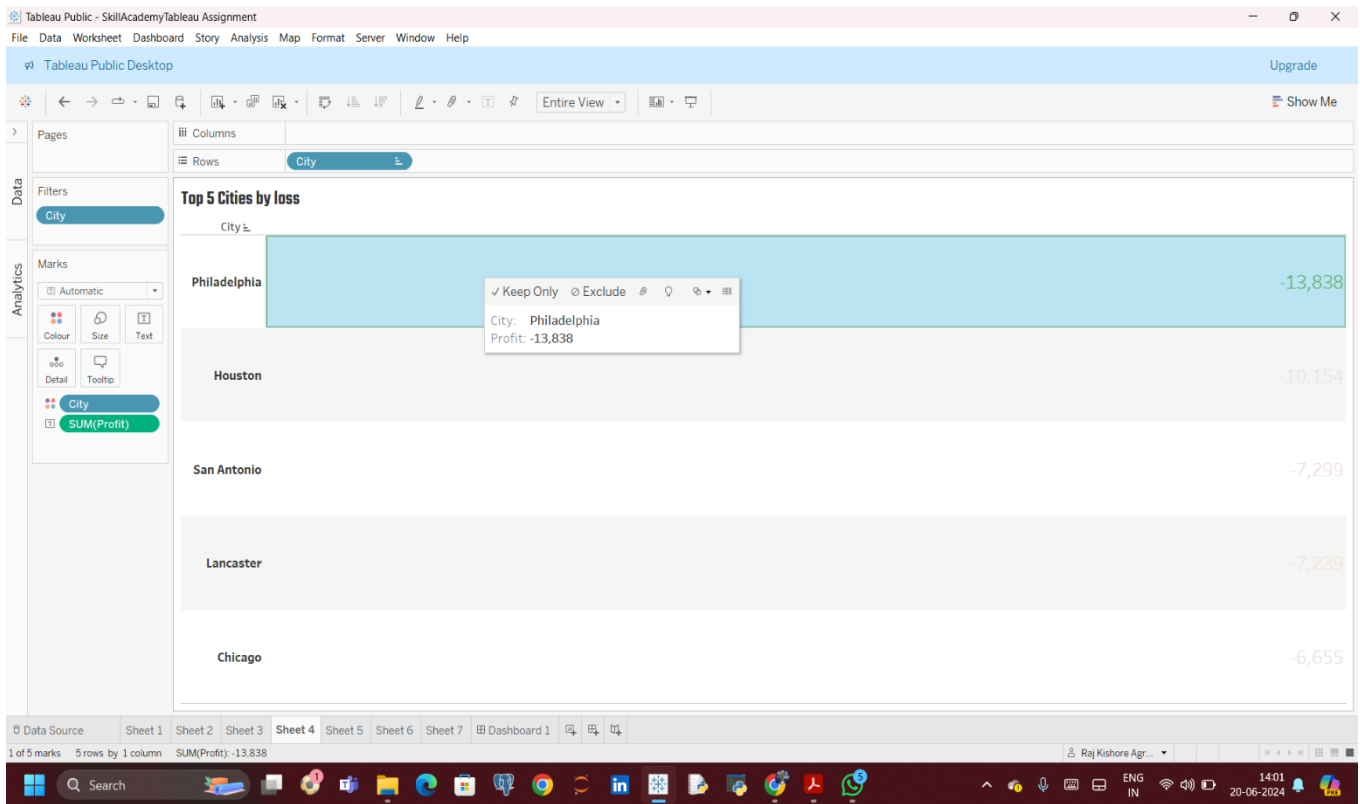 Tableau Public - SkillAcademyTableau Assignment
File Data Worksheet Dashboard Story Analysis Map Format Server Window Help
Tableau Public Desktop Upgrade
Entire View Show Me
Pages
Columns
Rows City
Data
Filters
City
Top 5 Cities by loss
City
Analytics
Marks
Automatic
Colour Size Text
Detail Tooltip
City
SUM(Profit)
Philadelphia -13,838
Keep Only Exclude
City: Philadelphia
Profit: -13,838
Houston -10,154
San Antonio -7,299
Lancaster -7,239
Chicago -6,655
Data Source Sheet 1 Sheet 2 Sheet 3 Sheet 4 Sheet 5 Sheet 6 Sheet 7 Dashboard 1
1 of 5 marks 5 rows by 1 column SUM(Profit): -13,838 Raj Kishore Agr...
Search
ENG
IN
14:01
20-06-2024